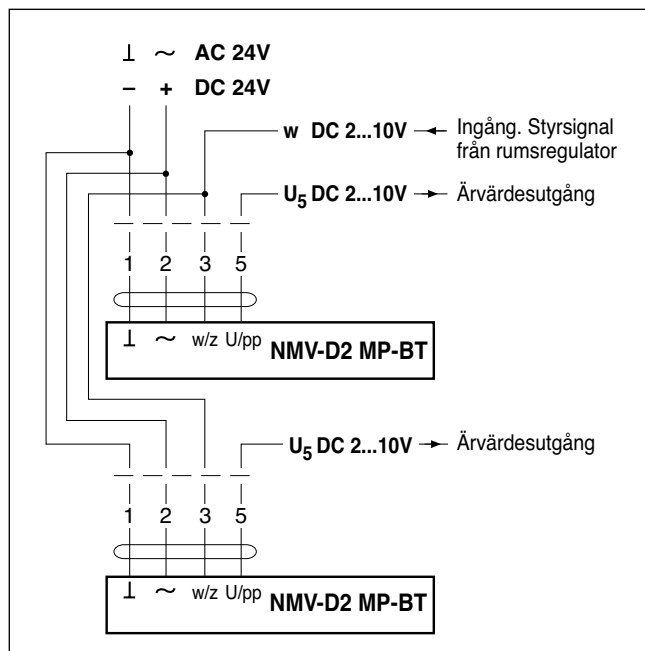 ⊥ ~ AC 24V
– + DC 24V
w DC 2...10V Ingång. Styrsignal
från rumsregulator
U5 DC 2...10V Ärvärdesutgång
1 2 3 5
⊥ ~ w/z U/pp NMV-D2 MP-BT
U5 DC 2...10V Ärvärdesutgång
1 2 3 5
⊥ ~ w/z U/pp NMV-D2 MP-BT